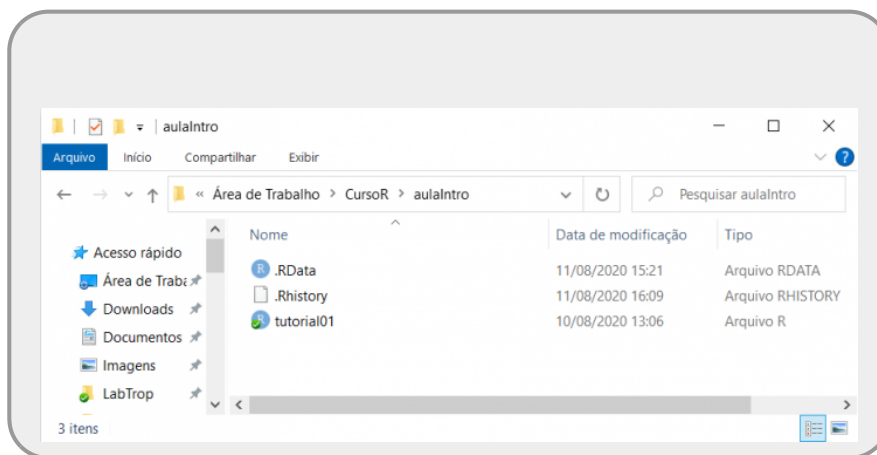 aulaIntro
Arquivo Início Compartilhar Exibir
« Área de Trabalho > CursoR > aulaIntro Pesquisar aulaIntro
Nome Data de modificação Tipo
Acesso rápido
Área de Traba
Downloads
Documentos
Imagens
LabTrop
.RData 11/08/2020 15:21 Arquivo RDATA
.Rhistory 11/08/2020 16:09 Arquivo RHISTORY
tutorial01 10/08/2020 13:06 Arquivo R
3 itens